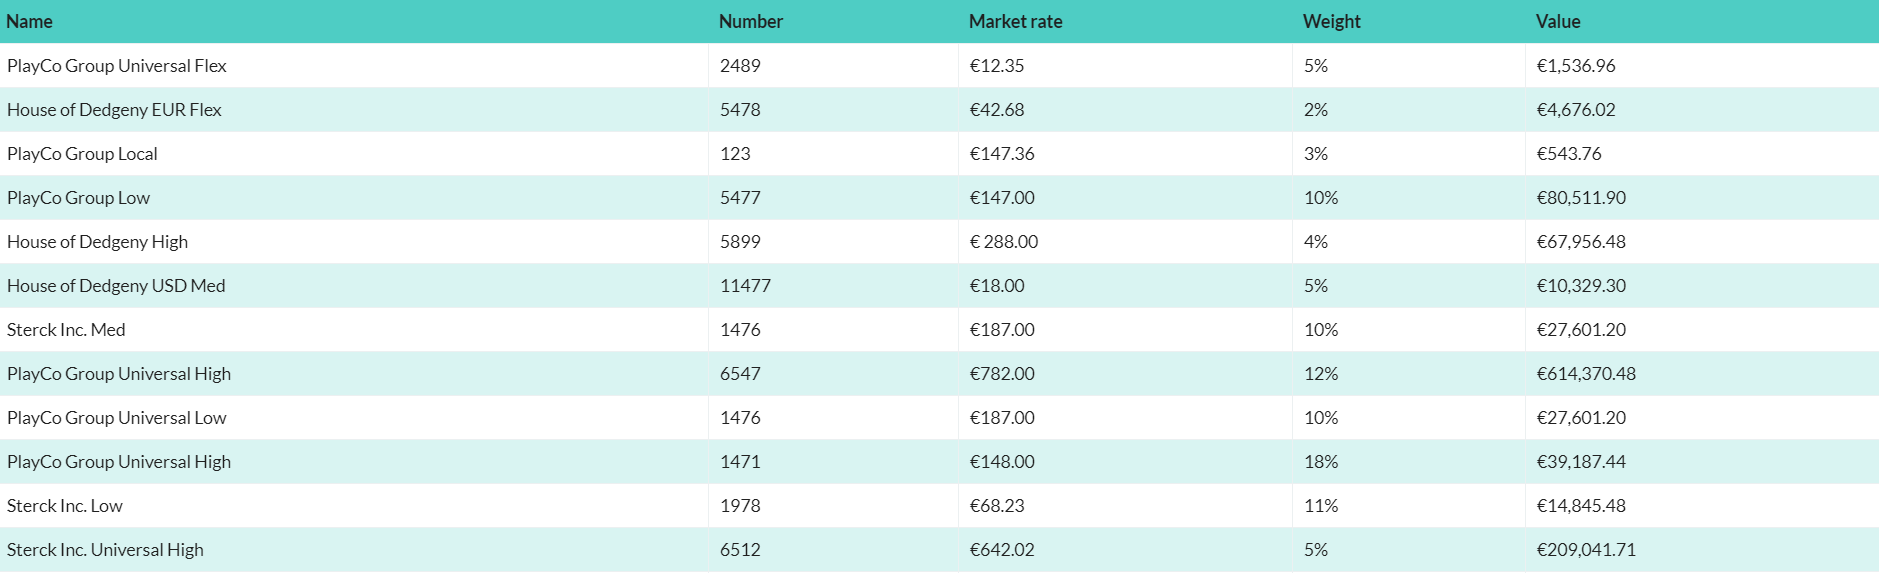 Name Number Market rate Weight Value
PlayCo Group Universal Flex 2489 €12.35 5% €1,536.96
House of Dedgeny EUR Flex 5478 €42.68 2% €4,676.02
PlayCo Group Local 123 €147.36 3% €543.76
PlayCo Group Low 5477 €147.00 10% €80,511.90
House of Dedgeny High 5899 € 288.00 4% €67,956.48
House of Dedgeny USD Med 11477 €18.00 5% €10,329.30
Sterck Inc. Med 1476 €187.00 10% €27,601.20
PlayCo Group Universal High 6547 €782.00 12% €614,370.48
PlayCo Group Universal Low 1476 €187.00 10% €27,601.20
PlayCo Group Universal High 1471 €148.00 18% €39,187.44
Sterck Inc. Low 1978 €68.23 11% €14,845.48
Sterck Inc. Universal High 6512 €642.02 5% €209,041.71